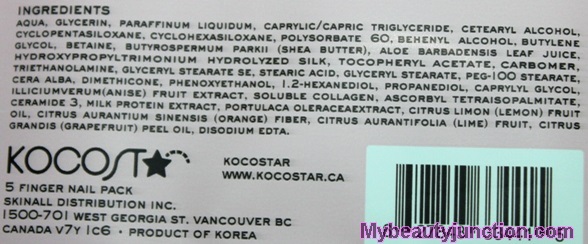 INGREDIENTS
AQUA, GLYCERIN, PARAFFINUM LIQUIDUM, CAPRYLIC/CAPRIC TRIGLYCERIDE, CETEARYL ALCOHOL,
CYCLOPENTASILOXANE, CYCLOHEXASILOXANE, POLYSORBATE 60, BEHENYL ALCOHOL, BUTYLENE
GLYCOL, BETAINE, BUTYROSPERMUM PARKII (SHEA BUTTER), ALOE BARBADENSIS LEAF JUICE,
HYDROXYPROPYLTRIMONIUM HYDROLYZED SILK, TOCOPHERYL ACETATE, CARBOMER,
TRIETHANOLAMINE, GLYCERYL STEARATE SE, STEARIC ACID, GLYCERYL STEARATE, PEG-100 STEARATE,
CERA ALBA, DIMETHICONE, PHENOXYETHANOL, 1.2-HEXANEDIOL, PROPANEDIOL, CAPRYLYL GLYCOL,
ILLICIUMVERUM(ANISE) FRUIT EXTRACT, SOLUBLE COLLAGEN, ASCORBYL TETRAISOPALMITATE,
CERAMIDE 3, MILK PROTEIN EXTRACT, PORTULACA OLERACEAEXTRACT, CITRUS LIMON (LEMON) FRUIT
OIL, CITRUS AURANTIUM SINENSIS (ORANGE) FIBER, CITRUS AURANTIFOLIA (LIME) FRUIT, CITRUS
GRANDIS (GRAPEFRUIT) PEEL OIL, DISODIUM EDTA.
KOCOST★R
KOCOSTAR
WWW.KOCOSTAR.CA
5 FINGER NAIL PACK
SKINALL DISTRIBUTION INC.
1500-701 WEST GEORGIA ST. VANCOUVER BC
CANADA V7Y 1C6 • PRODUCT OF KOREA
Mybeautyjunction.com